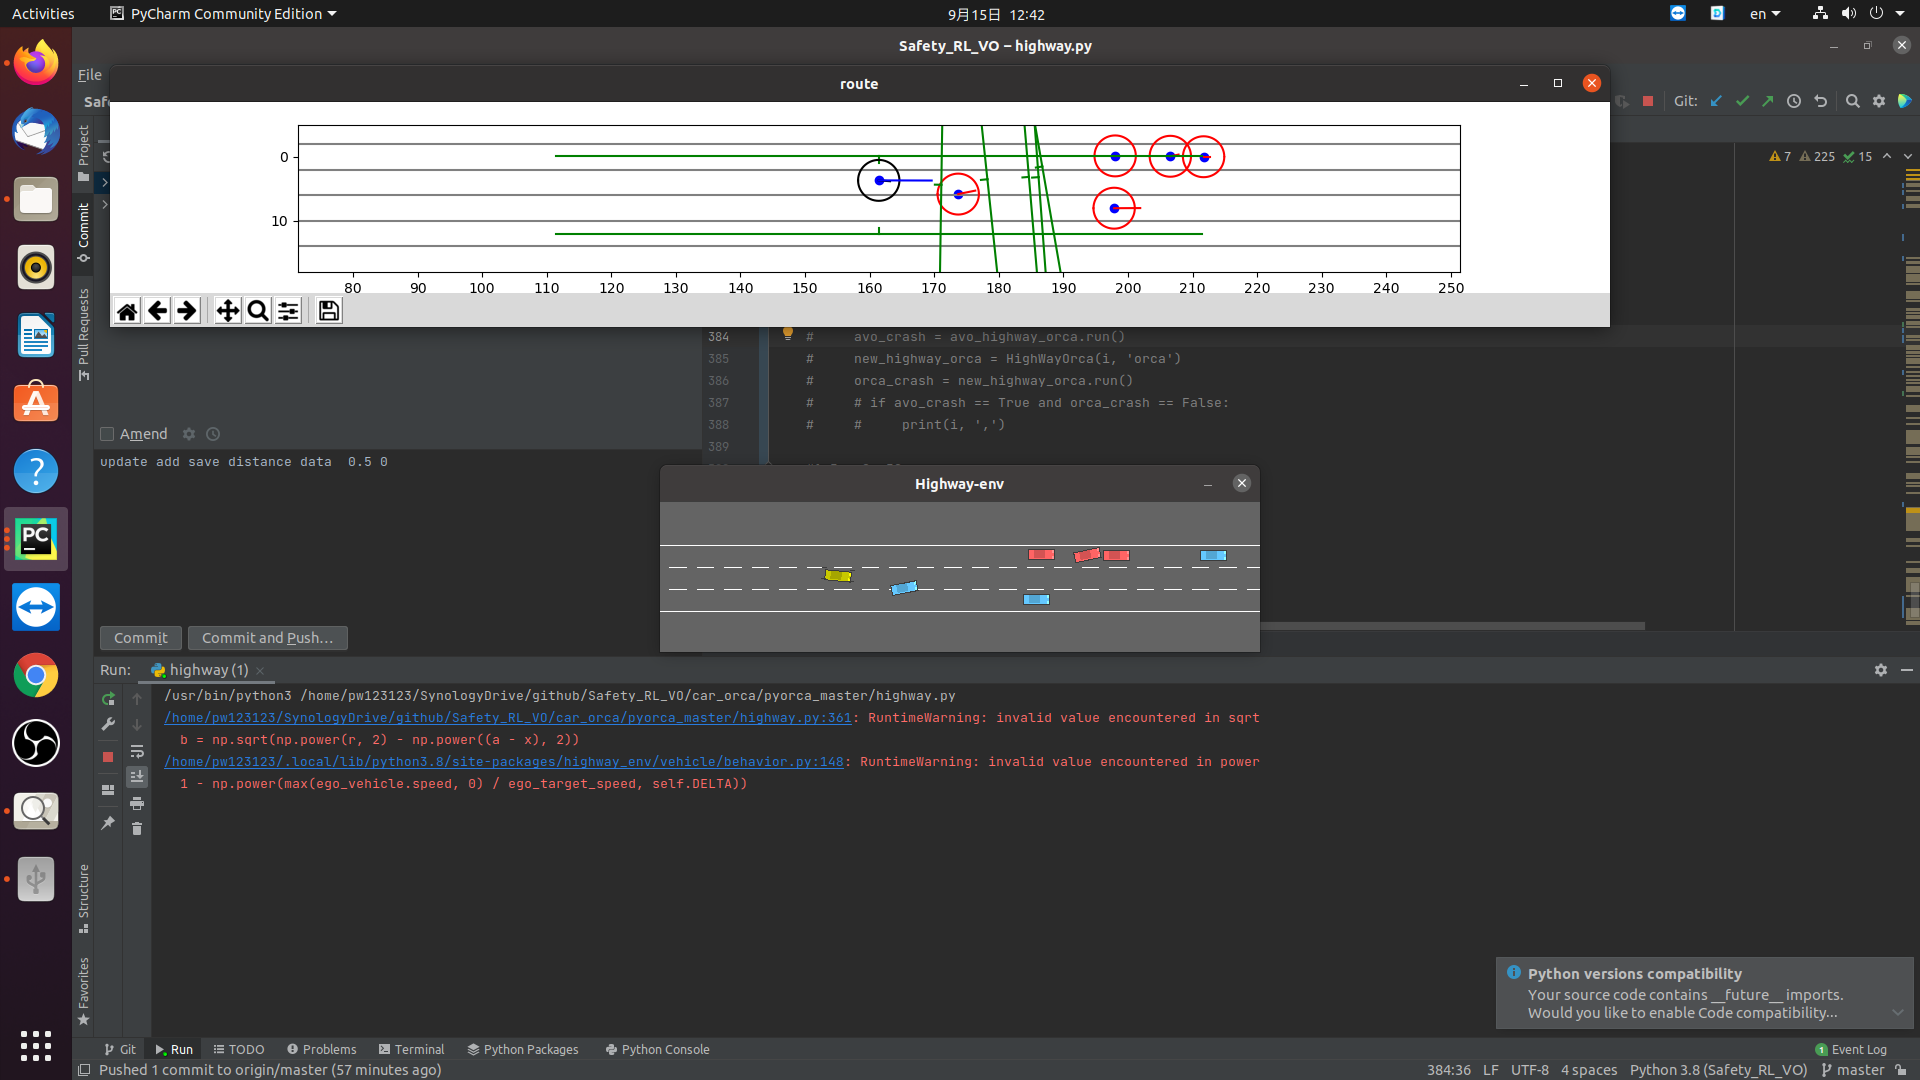 Activities
PyCharm Community Edition
9月15日 12:42
en
Safety_RL_VO – highway.py
File
route
Safe
Git:
Project
Commit
Pull Requests
0
10
80 90 100 110 120 130 140 150 160 170 180 190 200 210 220 230 240 250
7 225 15
384 # avo_crash = avo_highway_orca.run()
385 # new_highway_orca = HighWayOrca(i, 'orca')
386 # orca_crash = new_highway_orca.run()
387 # # if avo_crash == True and orca_crash == False:
388 # # print(i, ',')
389
Amend
update add save distance data 0.5 0
Highway-env
Commit
Commit and Push...
Run: highway (1)
/usr/bin/python3 /home/pw123123/SynologyDrive/github/Safety_RL_VO/car_orca/pyorca_master/highway.py
/home/pw123123/SynologyDrive/github/Safety_RL_VO/car_orca/pyorca_master/highway.py:361: RuntimeWarning: invalid value encountered in sqrt
b = np.sqrt(np.power(r, 2) - np.power((a - x), 2))
/home/pw123123/.local/lib/python3.8/site-packages/highway_env/vehicle/behavior.py:148: RuntimeWarning: invalid value encountered in power
1 - np.power(max(ego_vehicle.speed, 0) / ego_target_speed, self.DELTA))
Structure
Favorites
Python versions compatibility
Your source code contains __future__ imports.
Would you like to enable Code compatibility...
Git Run TODO Problems Terminal Python Packages Python Console
1 Event Log
Pushed 1 commit to origin/master (57 minutes ago)
384:36 LF UTF-8 4 spaces Python 3.8 (Safety_RL_VO) master